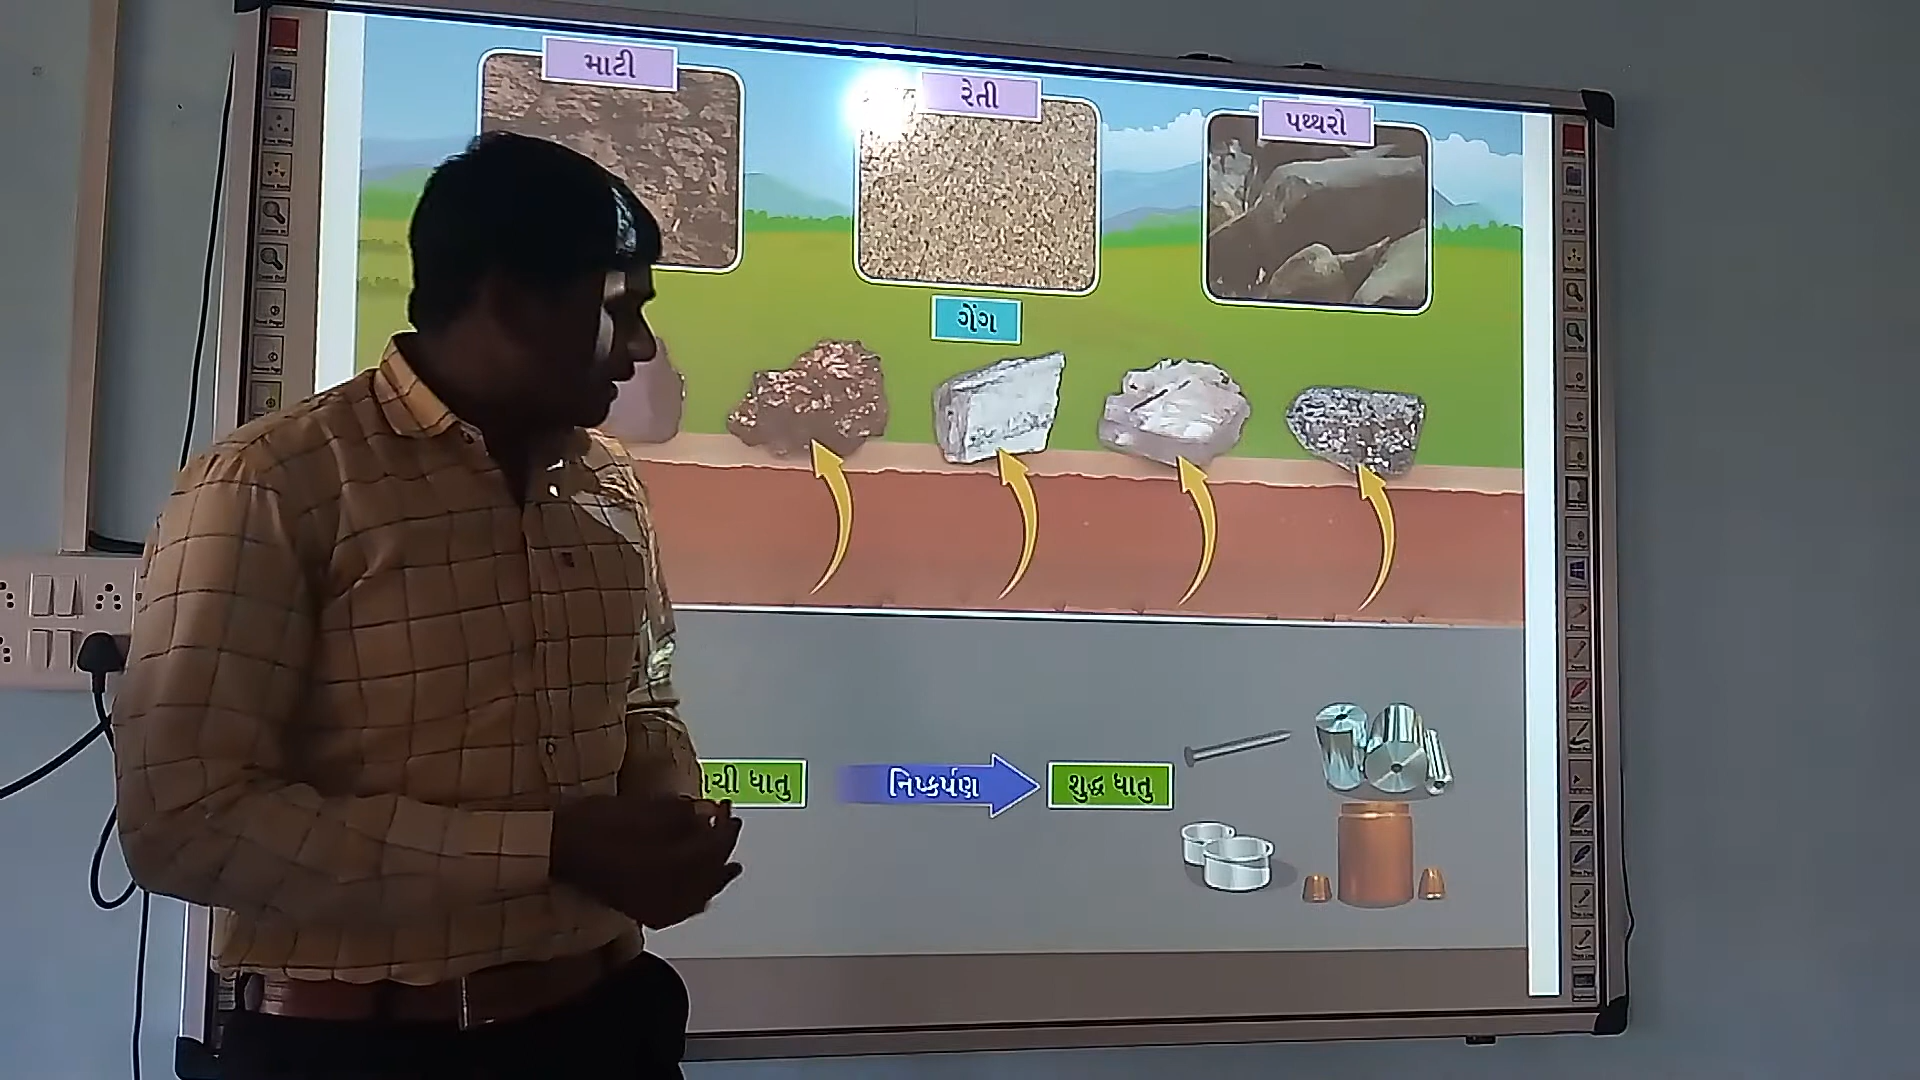 માટી
રેતી
પથ્થરો
ગેંગ
ચી ધાતુ
નિષ્કર્ષણ
શુદ્ધ ધાતુ